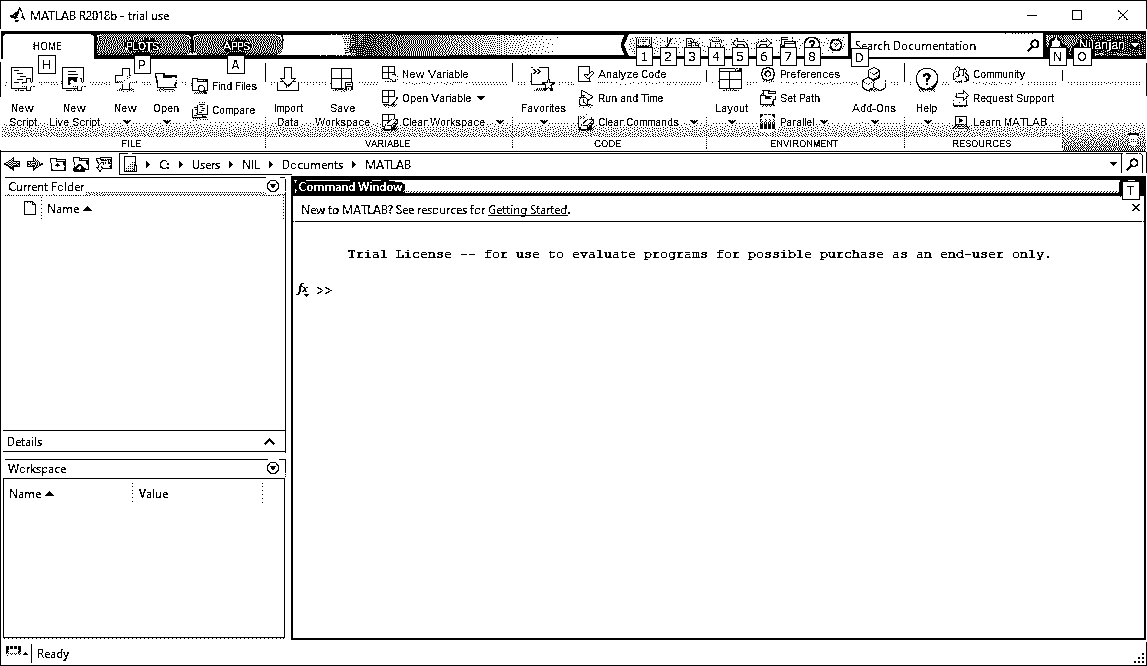 MATLAB R2018b - trial use
HOME PLOTS APPS
1 2 3 4 5 6 7 8 Search Documentation Nilanjan
H P A D N O
New Script New Live Script New Open Find Files Compare
Import Data Save Workspace New Variable Open Variable Clear Workspace
Favorites Analyze Code Run and Time Clear Commands
Layout Preferences Set Path Parallel Add-Ons
Help Community Request Support Learn MATLAB
FILE VARIABLE CODE ENVIRONMENT RESOURCES
C: Users NIL Documents MATLAB
Current Folder
Name
Command Window T
New to MATLAB? See resources for Getting Started.
Trial License -- for use to evaluate programs for possible purchase as an end-user only.
fx >>
Details
Workspace
Name Value
Ready